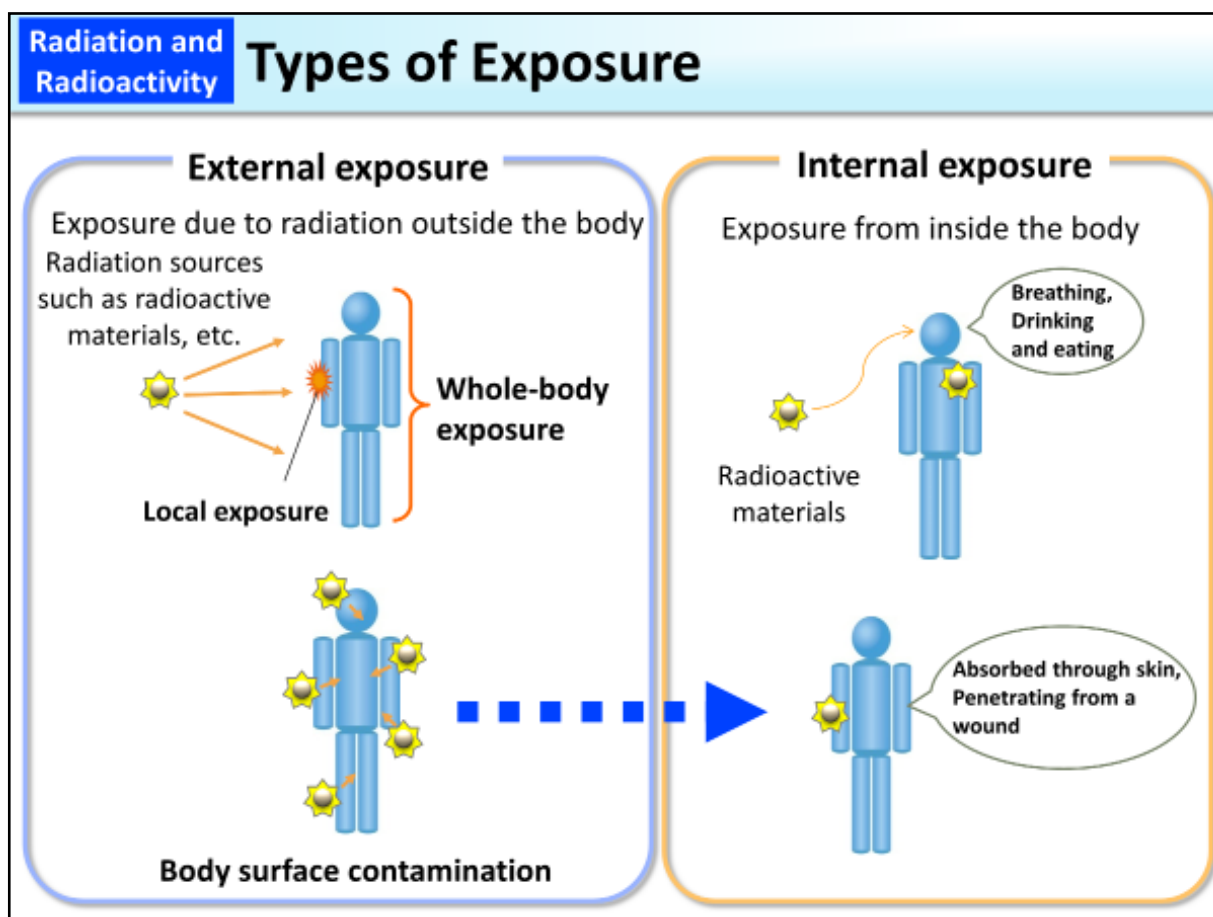 Radiation and
Radioactivity
Types of Exposure
External exposure
Exposure due to radiation outside the body
Radiation sources
such as radioactive
materials, etc.
Whole-body
exposure
Local exposure
Body surface contamination
Internal exposure
Exposure from inside the body
Breathing,
Drinking
and eating
Radioactive
materials
Absorbed through skin,
Penetrating from a
wound